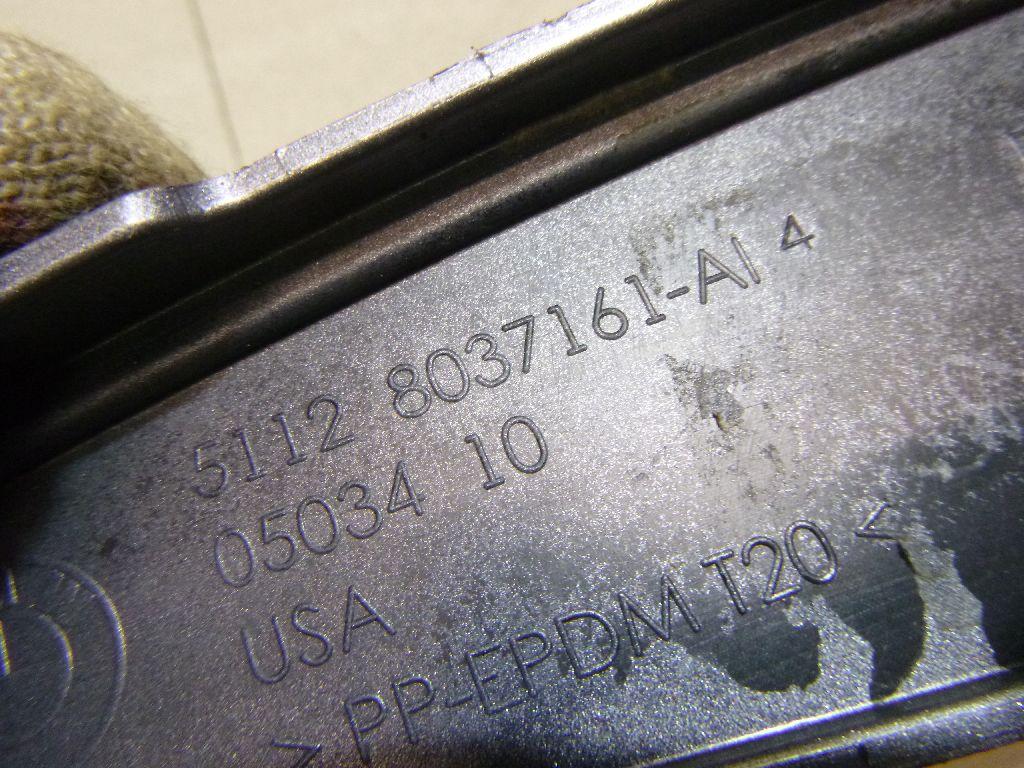 5112 8037161-AI 4
05034 10
USA
> PP-EPDM T20 <